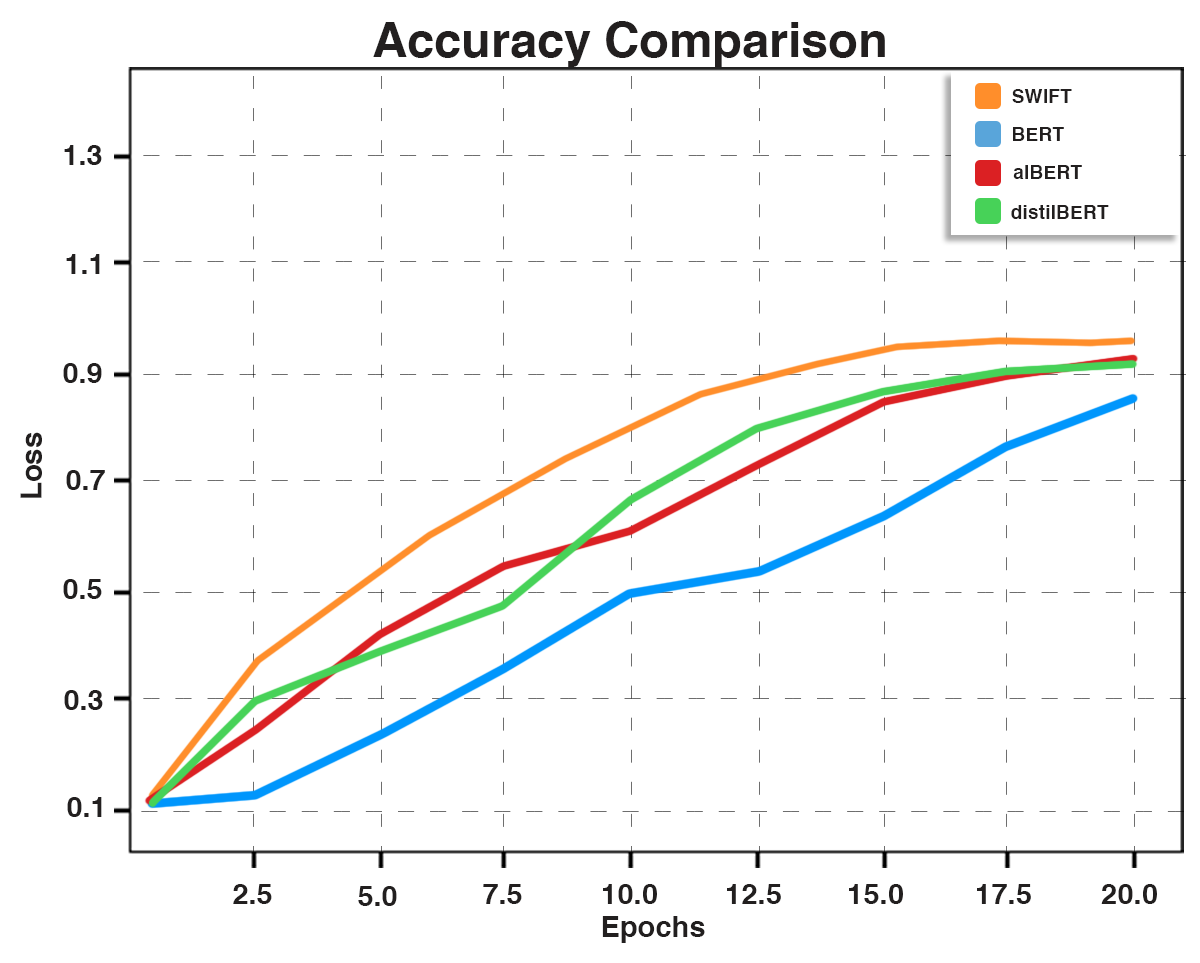 Accuracy Comparison
SWIFT
BERT
alBERT
distilBERT
1.3
1.1
0.9
0.7
0.5
0.3
0.1
Loss
2.5 5.0 7.5 10.0 12.5 15.0 17.5 20.0
Epochs